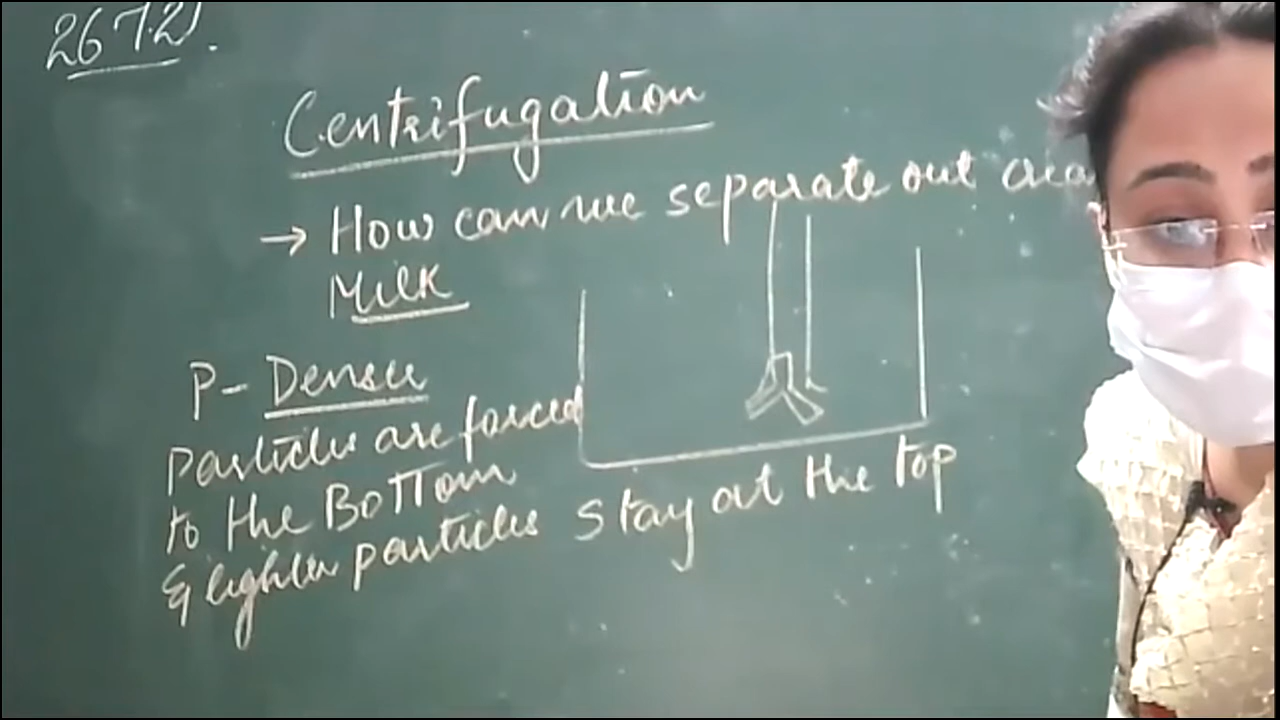 26.7.21.
Centrifugation
→ How can we separate out
Milk
P- Denser
Particles are forced
to the Bottom
& lighter particles stay at the top